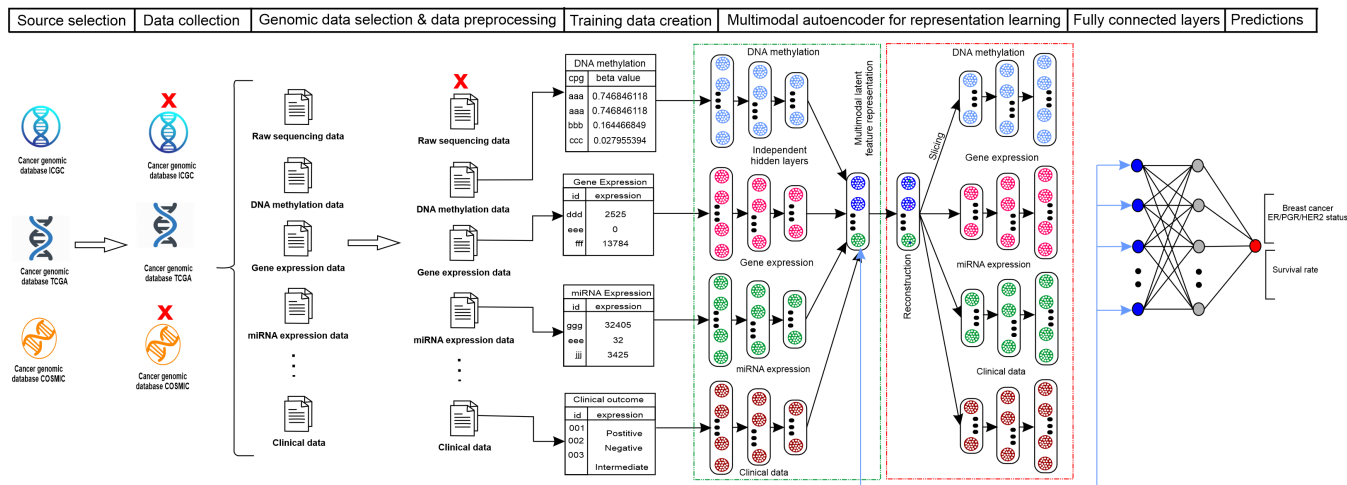 Source selection
Data collection
Genomic data selection & data preprocessing
Training data creation
Multimodal autoencoder for representation learning
Fully connected layers
Predictions
Cancer genomic
database ICGC
Cancer genomic
database TCGA
Cancer genomic
database COSMIC
X
Cancer genomic
database ICGC
Cancer genomic
database TCGA
X
Cancer genomic
database COSMIC
Raw sequencing data
DNA methylation data
Gene expression data
miRNA expression data
Clinical data
X
Raw sequencing data
DNA methylation data
Gene expression data
miRNA expression data
Clinical data
DNA methylation
cpg beta value
aaa 0.746846118
aaa 0.746846118
bbb 0.164466849
ccc 0.027955394
Gene Expression
id expression
ddd 2525
eee 0
fff 13784
miRNA Expression
id expression
ggg 32405
eee 32
jjj 3425
Clinical outcome
id expression
001 Postitive
002 Negative
003
Intermediate
DNA methylation
Independent
hidden layers
Gene expression
miRNA expression
Clinical data
Multimodal latent
feature representation
Reconstruction
Slicing
DNA methylation
Gene expression
miRNA expression
Clinical data
Breast cancer
ER/PGR/HER2 status
Survival rate